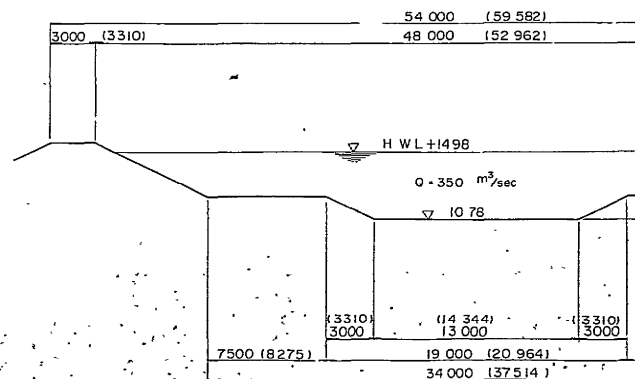 54 000 (59 582)
3000 (3310) 48 000 (52 962)
H W L +1498
Q - 350 m³/sec
10 78
(3310) (14 344) (3310)
3000 13 000 3000
7500 (8275) 19 000 (20 964)
34 000 (37514)